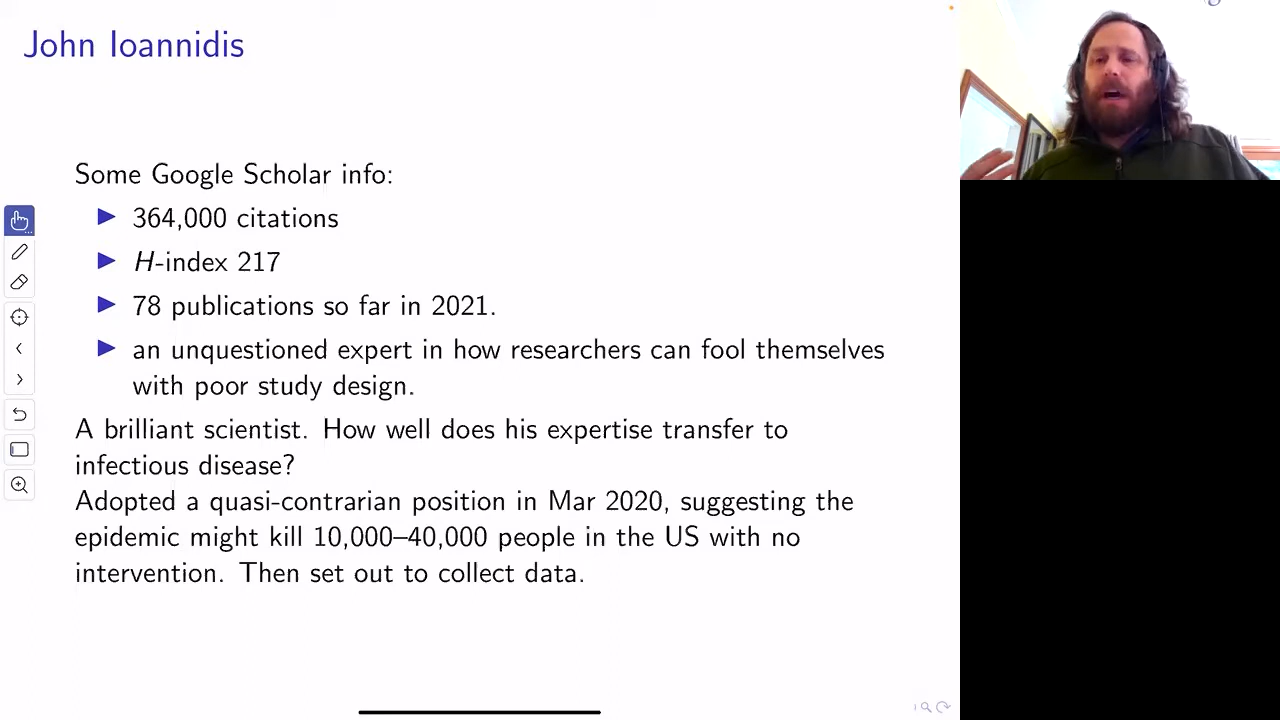 John Ioannidis
Some Google Scholar info:
▶ 364,000 citations
▶ H-index 217
▶ 78 publications so far in 2021.
▶ an unquestioned expert in how researchers can fool themselves
with poor study design.
A brilliant scientist. How well does his expertise transfer to
infectious disease?
Adopted a quasi-contrarian position in Mar 2020, suggesting the
epidemic might kill 10,000–40,000 people in the US with no
intervention. Then set out to collect data.